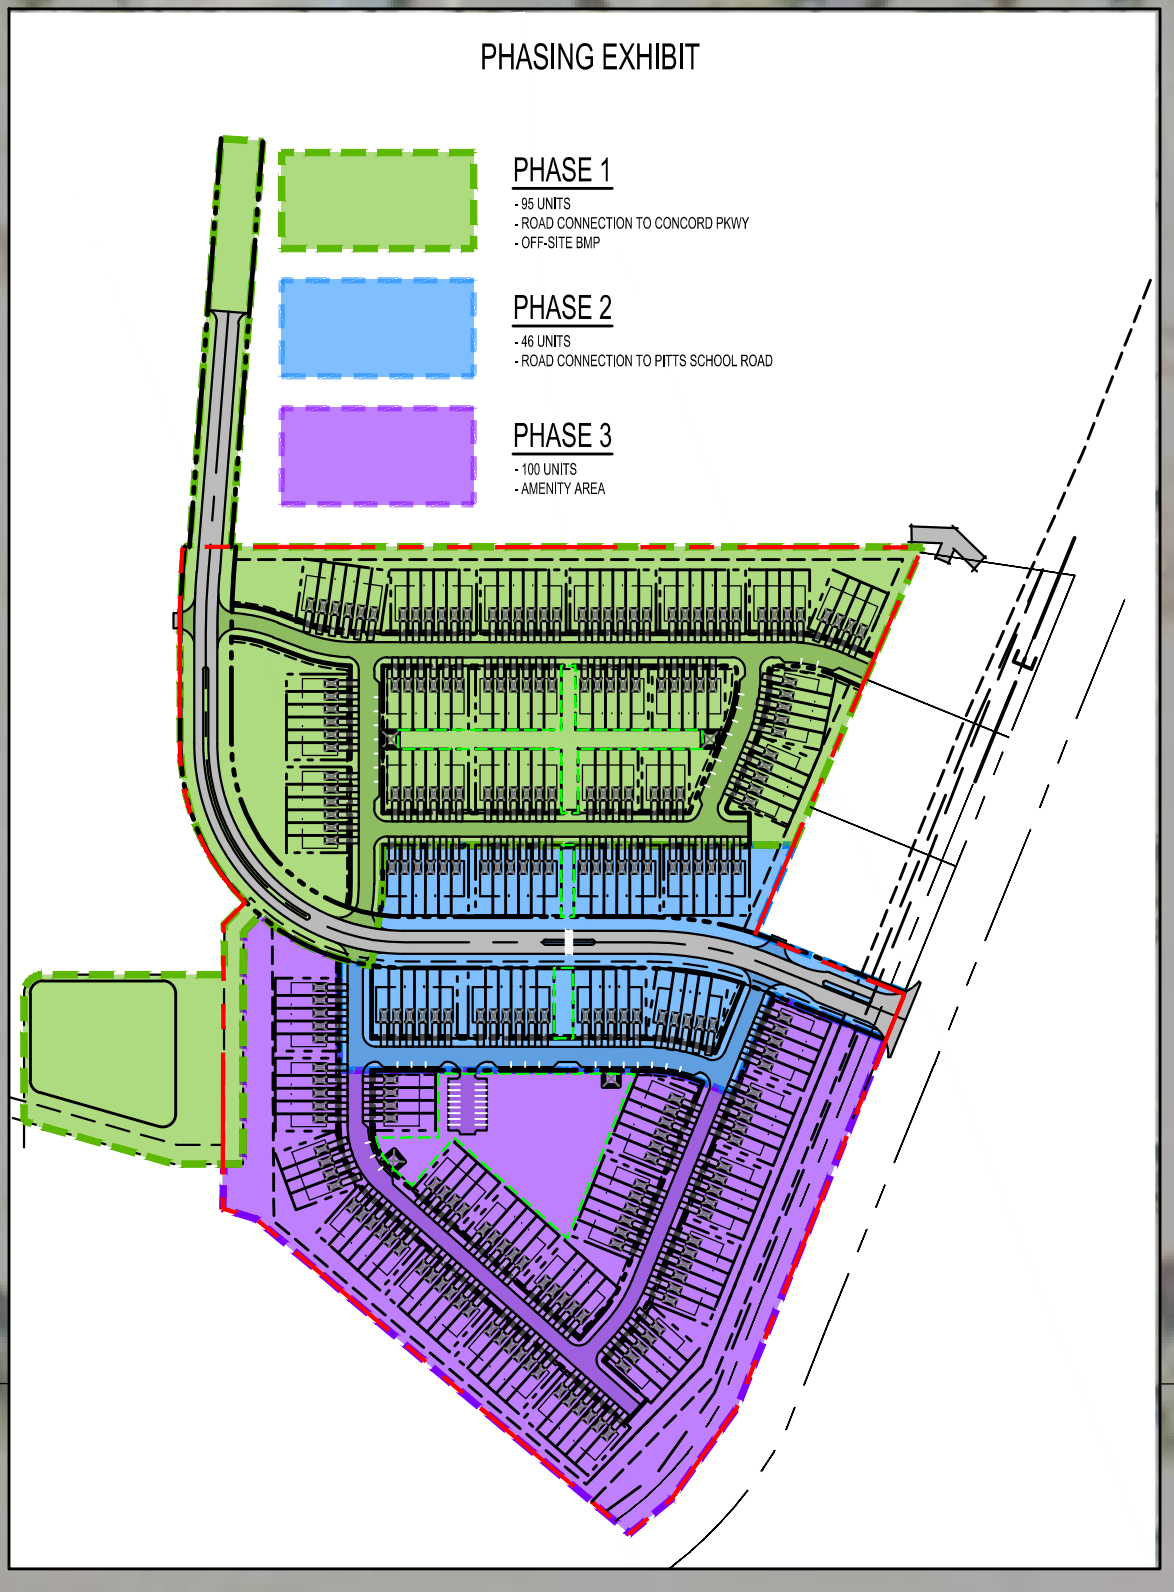 PHASING EXHIBIT
PHASE 1
- 95 UNITS
- ROAD CONNECTION TO CONCORD PKWY
- OFF-SITE BMP
PHASE 2
- 46 UNITS
- ROAD CONNECTION TO PITTS SCHOOL ROAD
PHASE 3
- 100 UNITS
- AMENITY AREA